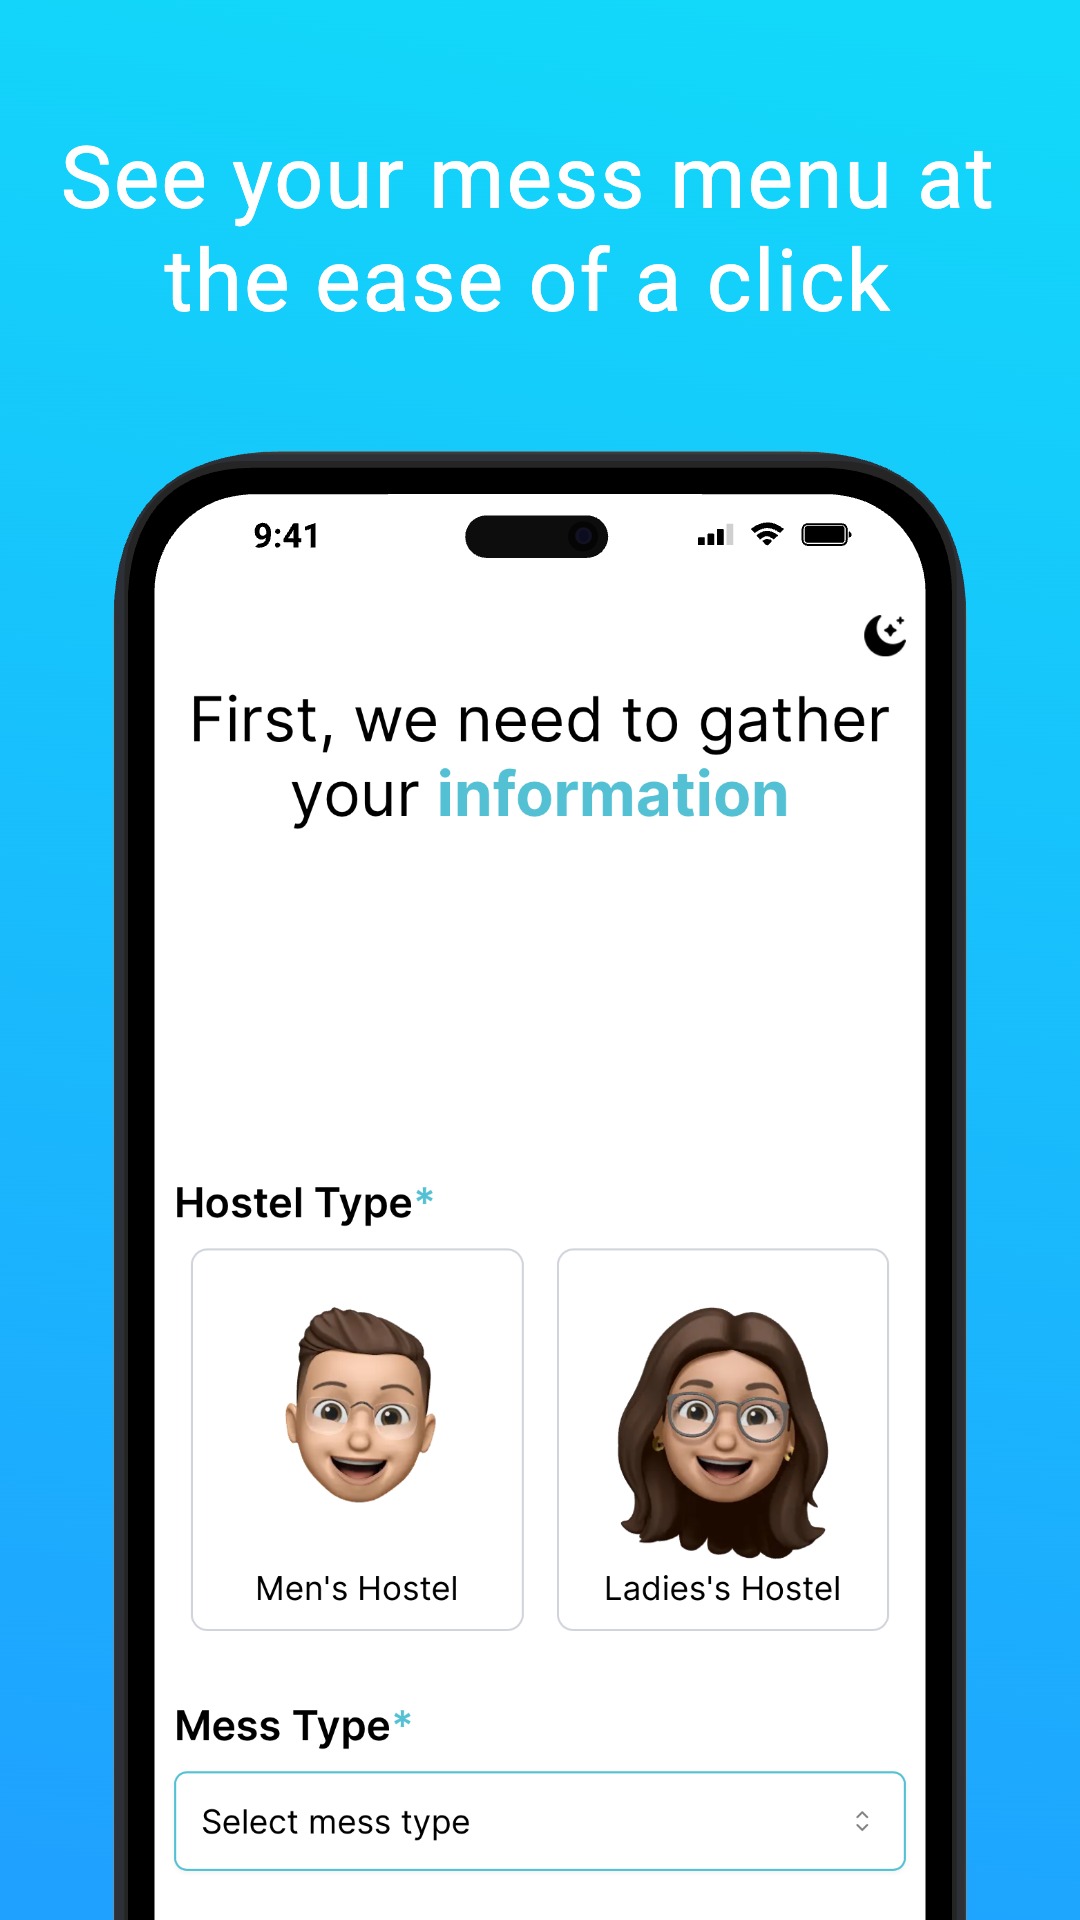 See your mess menu at
the ease of a click
9:41
First, we need to gather
your information
Hostel Type*
Men's Hostel
Ladies's Hostel
Mess Type*
Select mess type